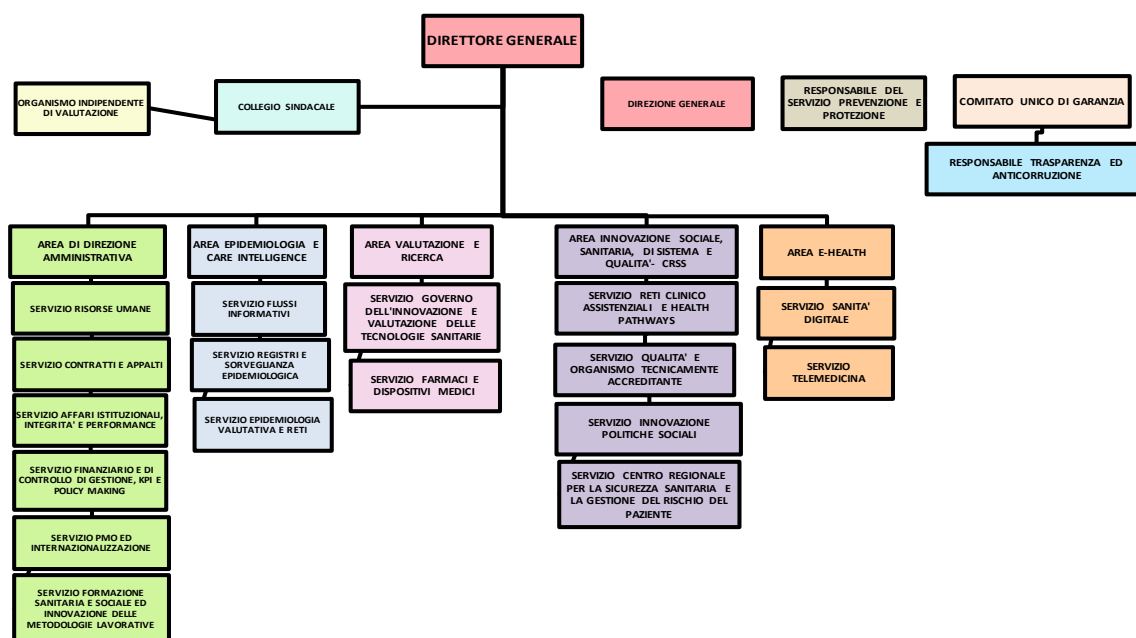 DIRETTORE GENERALE
ORGANISMO INDIPENDENTE
DI VALUTAZIONE
COLLEGIO SINDACALE
DIREZIONE GENERALE
RESPONSABILE DEL
SERVIZIO PREVENZIONE E
PROTEZIONE
COMITATO UNICO DI GARANZIA
RESPONSABILE TRASPARENZA ED
ANTICORRUZIONE
AREA DI DIREZIONE
AMMINISTRATIVA
SERVIZIO RISORSE UMANE
SERVIZIO CONTRATTI E APPALTI
SERVIZIO AFFARI ISTITUZIONALI,
INTEGRITA' E PERFORMANCE
SERVIZIO FINANZIARIO E DI
CONTROLLO DI GESTIONE, KPI E
POLICY MAKING
SERVIZIO PMO ED
INTERNAZIONALIZZAZIONE
SERVIZIO FORMAZIONE
SANITARIA E SOCIALE ED
INNOVAZIONE DELLE
METODOLOGIE LAVORATIVE
AREA EPIDEMIOLOGIA E
CARE INTELLIGENCE
SERVIZIO FLUSSI
INFORMATIVI
SERVIZIO REGISTRI E
SORVEGLIANZA
EPIDEMIOLOGICA
SERVIZIO EPIDEMIOLOGIA
VALUTATIVA E RETI
AREA VALUTAZIONE E
RICERCA
SERVIZIO GOVERNO
DELL'INNOVAZIONE E
VALUTAZIONE DELLE
TECNOLOGIE SANITARIE
SERVIZIO FARMACI E
DISPOSITIVI MEDICI
AREA INNOVAZIONE SOCIALE,
SANITARIA, DI SISTEMA E
QUALITA'- CRSS
SERVIZIO RETI CLINICO
ASSISTENZIALI E HEALTH
PATHWAYS
SERVIZIO QUALITA' E
ORGANISMO TECNICAMENTE
ACCREDITANTE
SERVIZIO INNOVAZIONE
POLITICHE SOCIALI
SERVIZIO CENTRO REGIONALE
PER LA SICUREZZA SANITARIA E
LA GESTIONE DEL RISCHIO DEL
PAZIENTE
AREA E-HEALTH
SERVIZIO SANITA'
DIGITALE
SERVIZIO
TELEMEDICINA